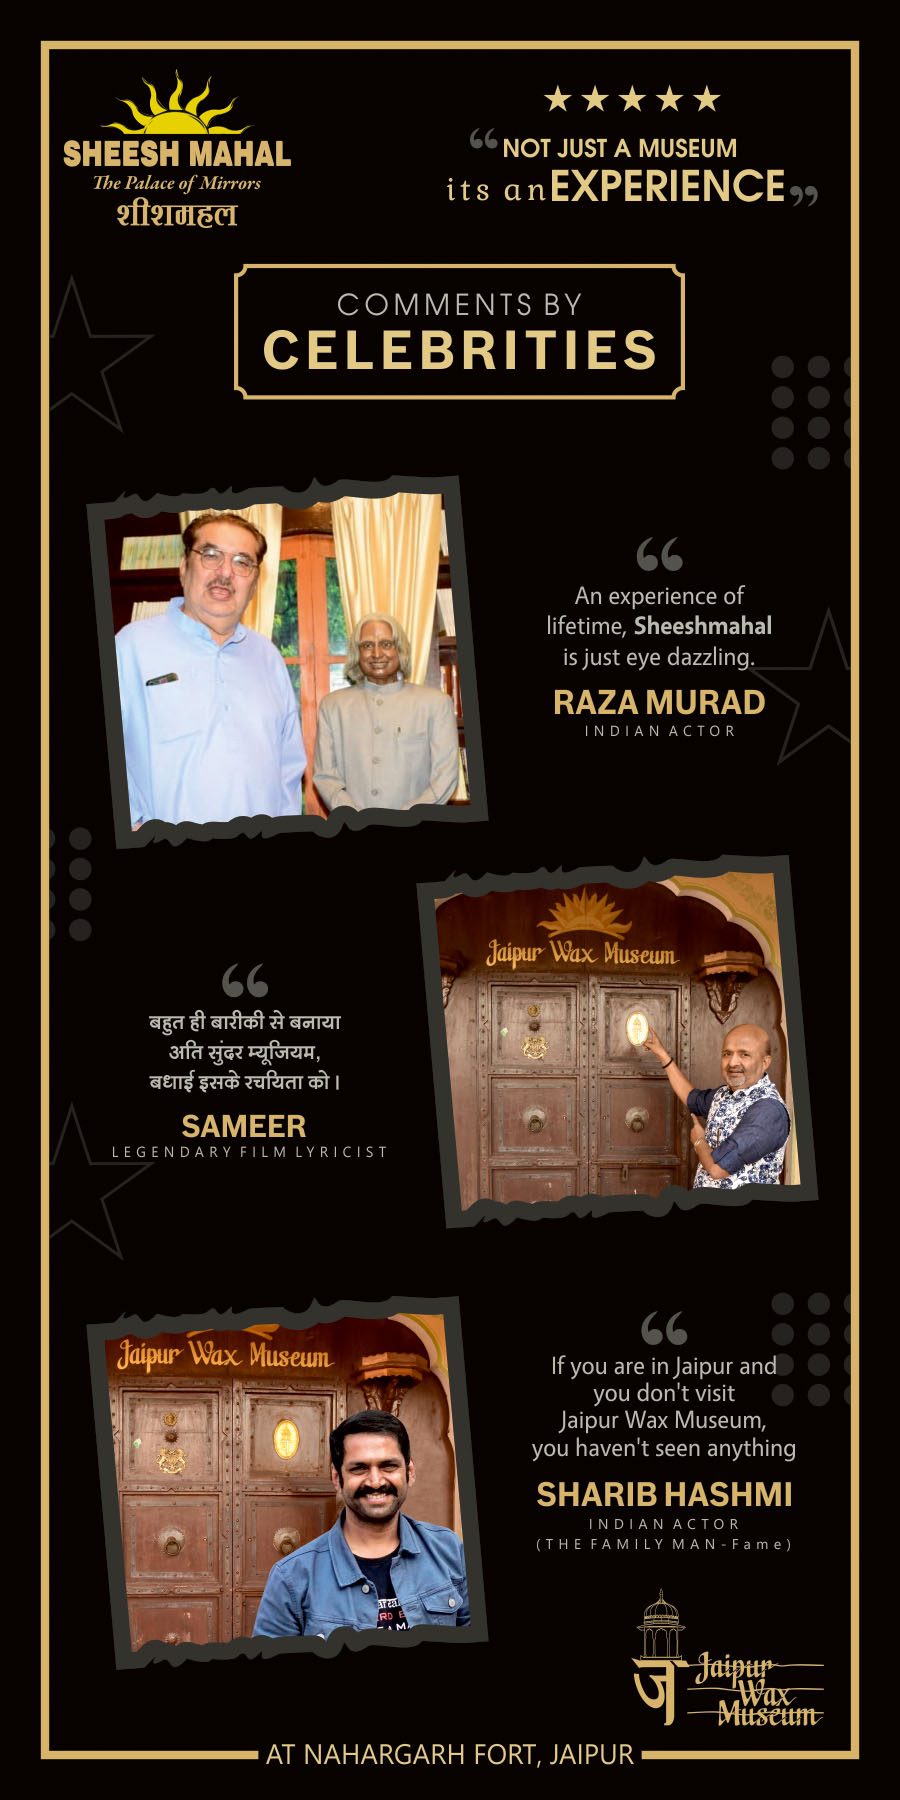 SHEESH MAHAL
The Palace of Mirrors
शीशमहल
“NOT JUST A MUSEUM
its an EXPERIENCE”
COMMENTS BY
CELEBRITIES
“
An experience of
lifetime, Sheeshmahal
is just eye dazzling.
RAZA MURAD
INDIAN ACTOR
Jaipur Wax Museum
“
बहुत ही बारीकी से बनाया
अति सुंदर म्यूजियम,
बधाई इसके रचयिता को ।
SAMEER
LEGENDARY FILM LYRICIST
Jaipur Wax Museum
“
If you are in Jaipur and
you don't visit
Jaipur Wax Museum,
you haven't seen anything
SHARIB HASHMI
INDIAN ACTOR
(THE FAMILY MAN-Fame)
ज
Jaipur
Wax
Museum
AT NAHARGARH FORT, JAIPUR